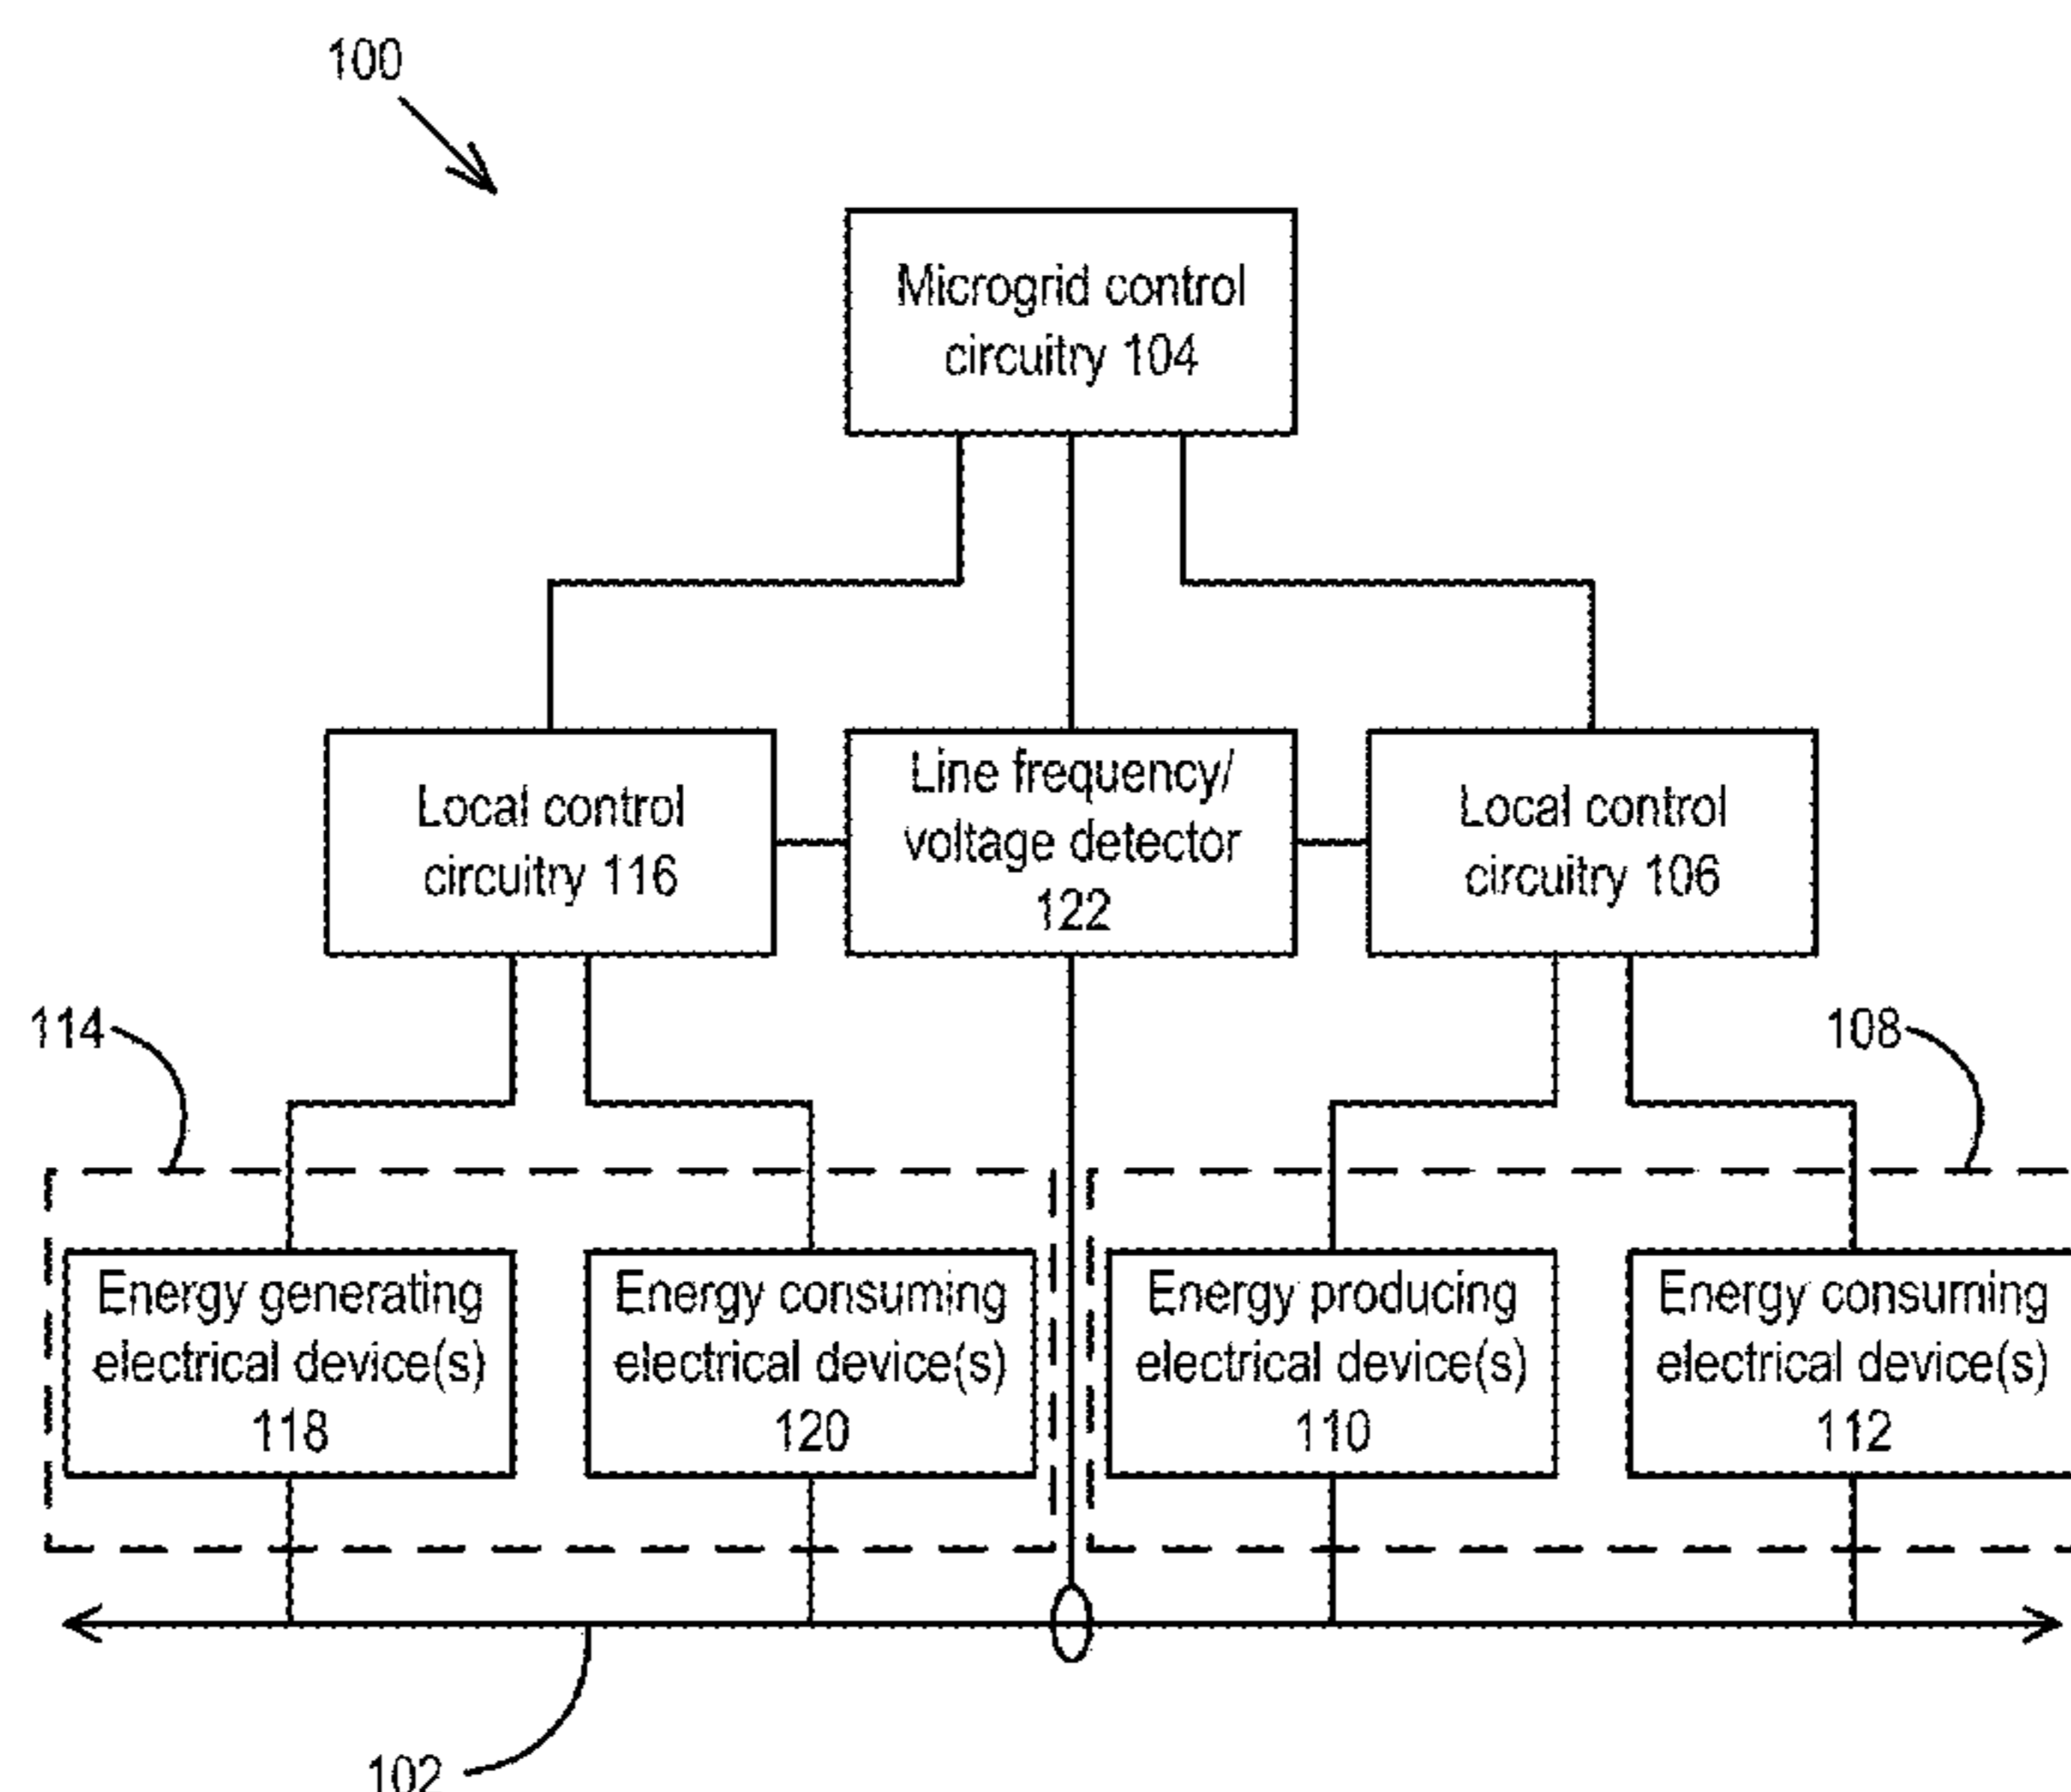 100
Microgrid control
circuitry 104
Local control
circuitry 116
Line frequency/
voltage detector
122
Local control
circuitry 106
114
108
Energy generating
electrical device(s)
118
Energy consuming
electrical device(s)
120
Energy producing
electrical device(s)
110
Energy consuming
electrical device(s)
112
102